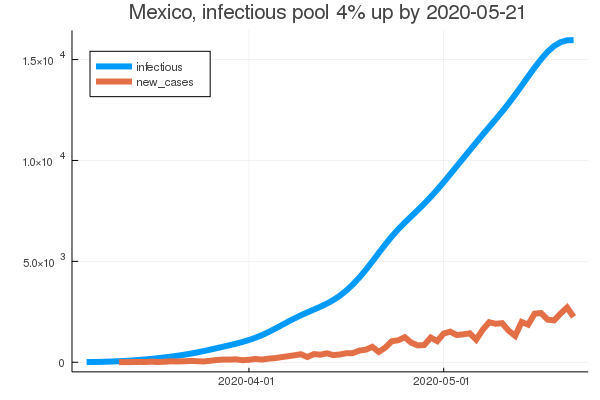 Mexico, infectious pool 4% up by 2020-05-21
infectious
new_cases
1.5×10⁴
1.0×10⁴
5.0×10³
0
2020-04-01 2020-05-01